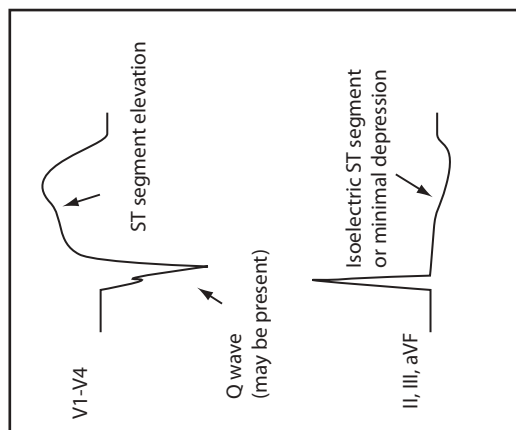 V1-V4
ST segment elevation
Q wave
(may be present)
II, III, aVF
Isoelectric ST segment
or minimal depression